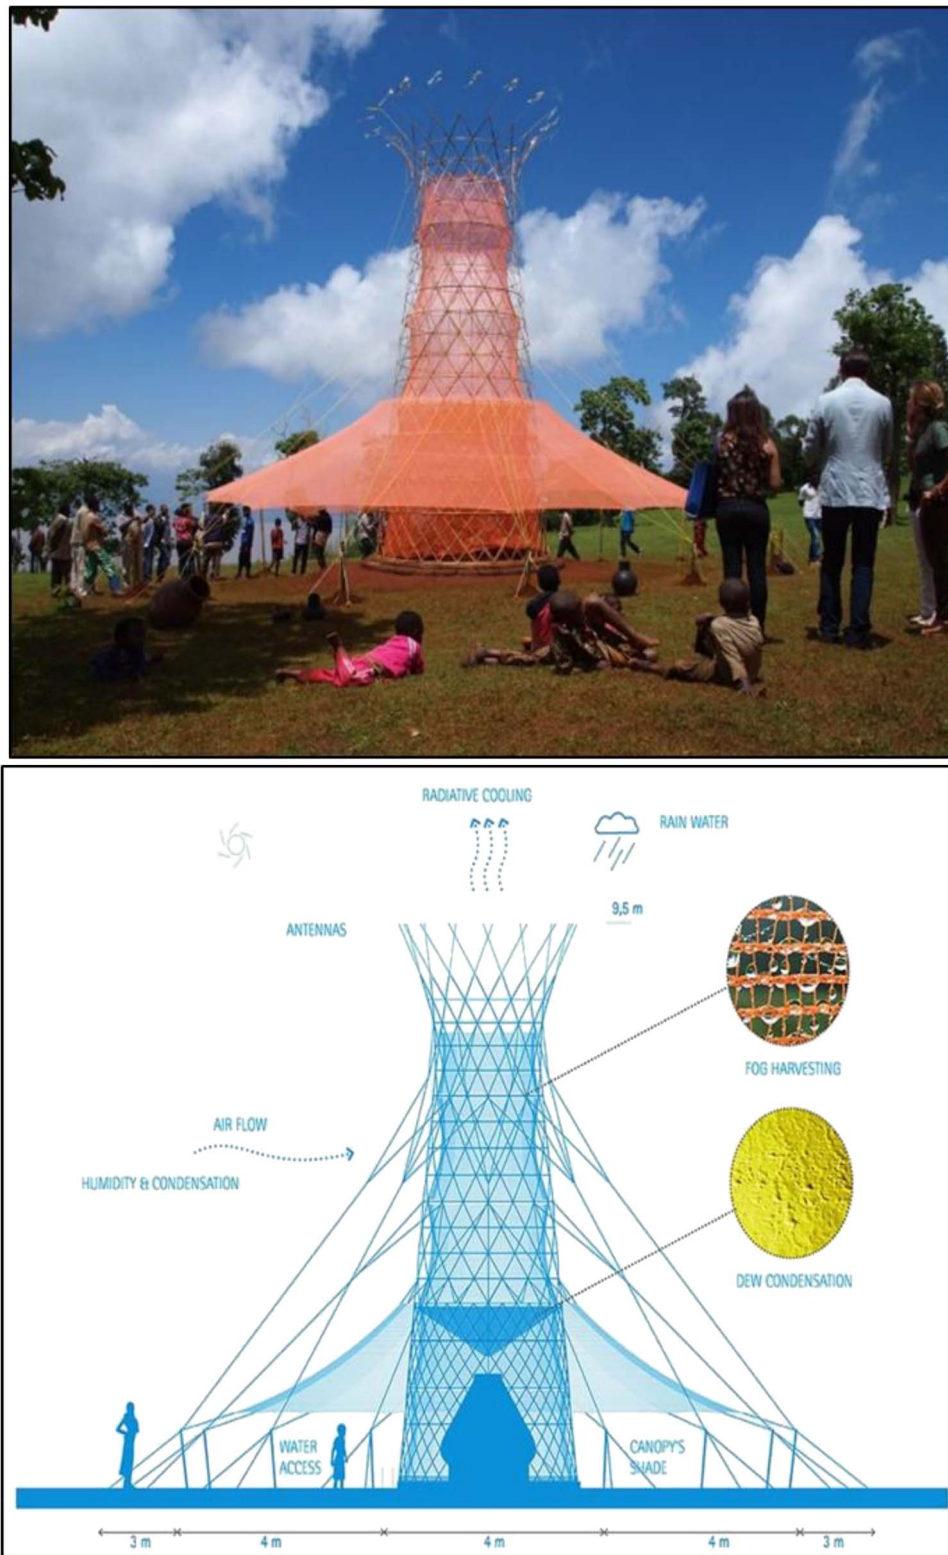 RADIATIVE COOLING
RAIN WATER
9,5 m
ANTENNAS
FOG HARVESTING
AIR FLOW
HUMIDITY & CONDENSATION
DEW CONDENSATION
WATER
ACCESS
CANOPY'S
SHADE
3 m
4 m
4 m
4 m
3 m